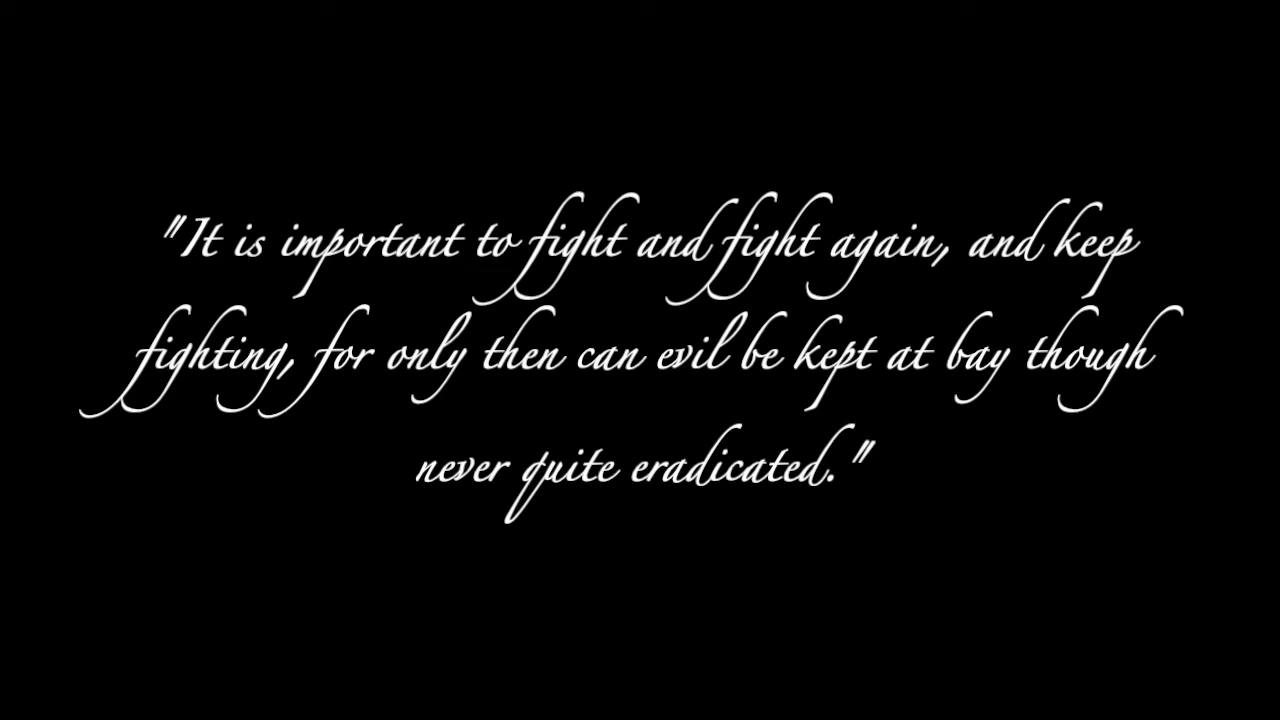 "It is important to fight and fight again, and keep
fighting, for only then can evil be kept at bay though
never quite eradicated."